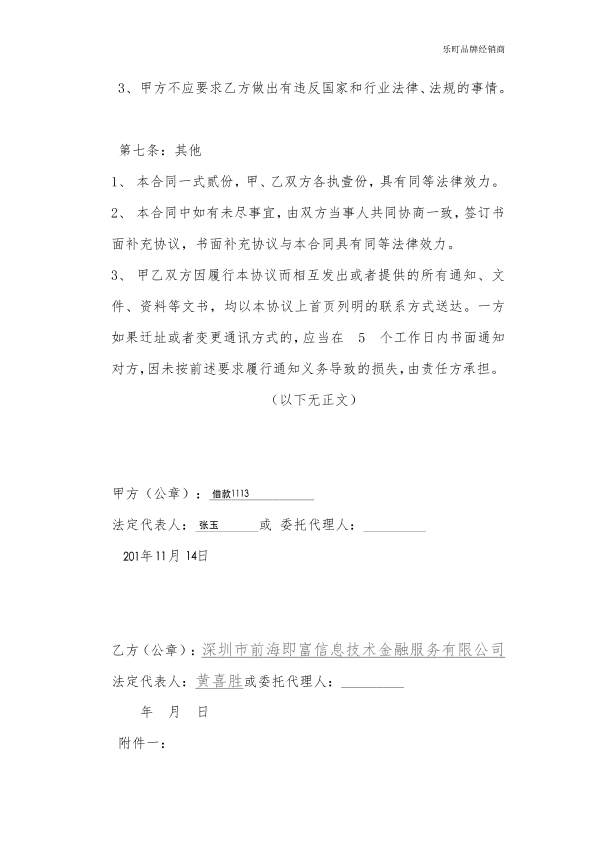 乐町品牌经销商
3、甲方不应要求乙方做出有违反国家和行业法律、法规的事情。
第七条：其他
1、 本合同一式贰份，甲、乙双方各执壹份，具有同等法律效力。
2、 本合同中如有未尽事宜，由双方当事人共同协商一致，签订书
面补充协议，书面补充协议与本合同具有同等法律效力。
3、 甲乙双方因履行本协议而相互发出或者提供的所有通知、文
件、资料等文书，均以本协议上首页列明的联系方式送达。一方
如果迁址或者变更通讯方式的，应当在 5 个工作日内书面通知
对方，因未按前述要求履行通知义务导致的损失，由责任方承担。
（以下无正文）
甲方（公章）：借款1113
法定代表人：张玉______或 委托代理人：________
201年11月14日
乙方（公章）：深圳市前海即富信息技术金融服务有限公司
法定代表人：黄喜胜或委托代理人：________
年 月 日
附件一：